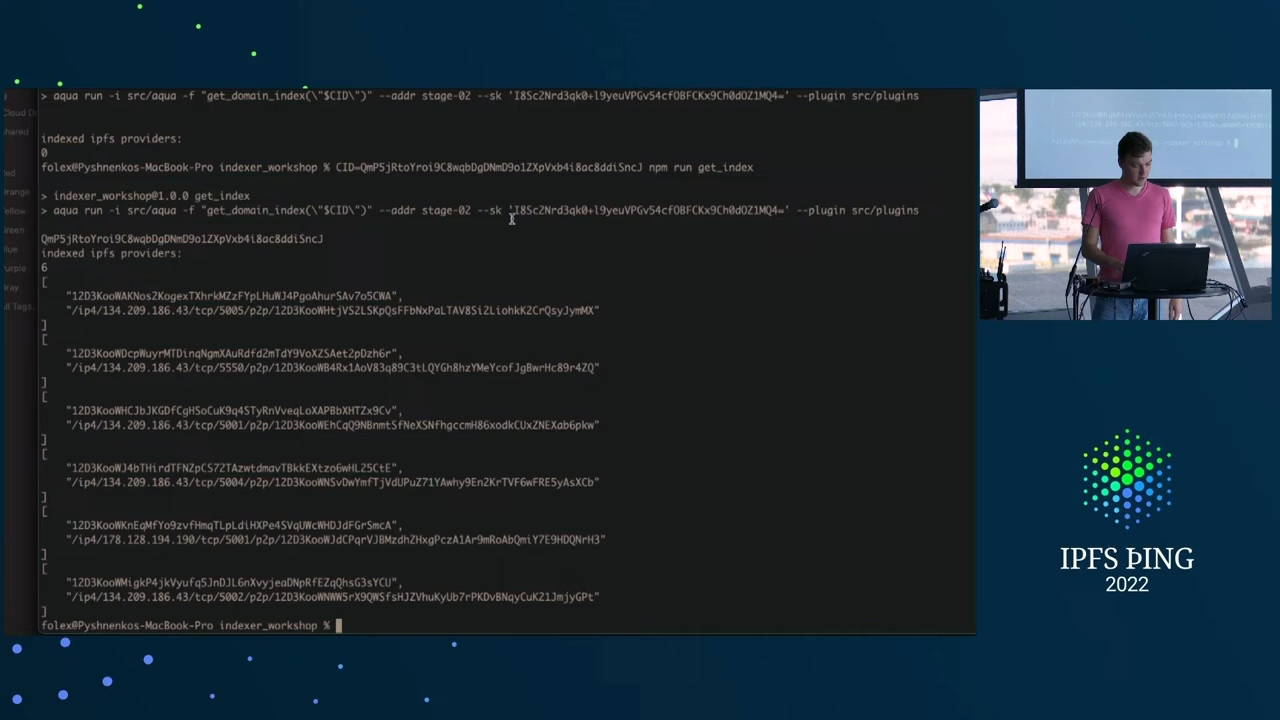 > aqua run -i src/aqua -f "get_domain_index(\"$CID\")" --addr stage-02 --sk 'I8Sc2Nrd3qk0+l9yeuVPGv54cfOBFCKx9Ch0dOZ1MQ4=' --plugin src/plugins
indexed ipfs providers:
0
folex@Pyshnenkos-MacBook-Pro indexer_workshop % CID=QmP5jRtoYroi9C8wqbDgDNmD9o1ZXpVxb4i8ac8ddiSncJ npm run get_index
> indexer_workshop@1.0.0 get_index
> aqua run -i src/aqua -f "get_domain_index(\"$CID\")" --addr stage-02 --sk 'I8Sc2Nrd3qk0+l9yeuVPGv54cfOBFCKx9Ch0dOZ1MQ4=' --plugin src/plugins
QmP5jRtoYroi9C8wqbDgDNmD9o1ZXpVxb4i8ac8ddiSncJ
indexed ipfs providers:
6
[
"12D3KooWAKNos2KogexTXhrkMZzFYpLHuWJ4PgoAhurSAv7o5CWA",
"/ip4/134.209.186.43/tcp/5005/p2p/12D3KooWHtjVS2LSKpQsFFbNxPaLTAV8Si2LiohkK2CrQsyJymMX"
]
[
"12D3KooWDcpWuyrMTDinqNgmXAuRdfd2mTdY9VoXZSAet2pDzh6r",
"/ip4/134.209.186.43/tcp/5550/p2p/12D3KooWB4Rx1AoV83q89C3tLQYGh8hzYMeYcofJgBwrHc89r4ZQ"
]
[
"12D3KooWHCJbJKGDfCgHSoCuK9q4STyRnVveqLoXAPBbXHTZx9Cv",
"/ip4/134.209.186.43/tcp/5001/p2p/12D3KooWEhCqQ9NBnmtSfNeXSNfhgccmH86xodkCUxZNEXab6pkw"
]
[
"12D3KooWJ4bTHirdTFNZpCS72TAzwtdmavTBkkEXtzo6wHL25CtE",
"/ip4/134.209.186.43/tcp/5004/p2p/12D3KooWNSvDwYmfTjVdUPuZ71YAwhy9En2KrTVF6wFRE5yAsXCb"
]
[
"12D3KooWKnEqMfYo9zvfHmqTLpLdiHXPe4SVqUWcWHDJdFGrSmcA",
"/ip4/178.128.194.190/tcp/5001/p2p/12D3KooWJdCPqrVJBMzdhZHxgPczA1Ar9mRoAbQmiY7E9HDQNrH3"
]
[
"12D3KooWMigkP4jkVyufq5JnDJL6nXvyjeaDNpRfEZqQhsG3sYCU",
"/ip4/134.209.186.43/tcp/5002/p2p/12D3KooWNWW5rX9QWSfsHJZVhuKyUb7rPKDvBNqyCuK21JmjyGPt"
]
folex@Pyshnenkos-MacBook-Pro indexer_workshop %
IPFS ÞING
2022